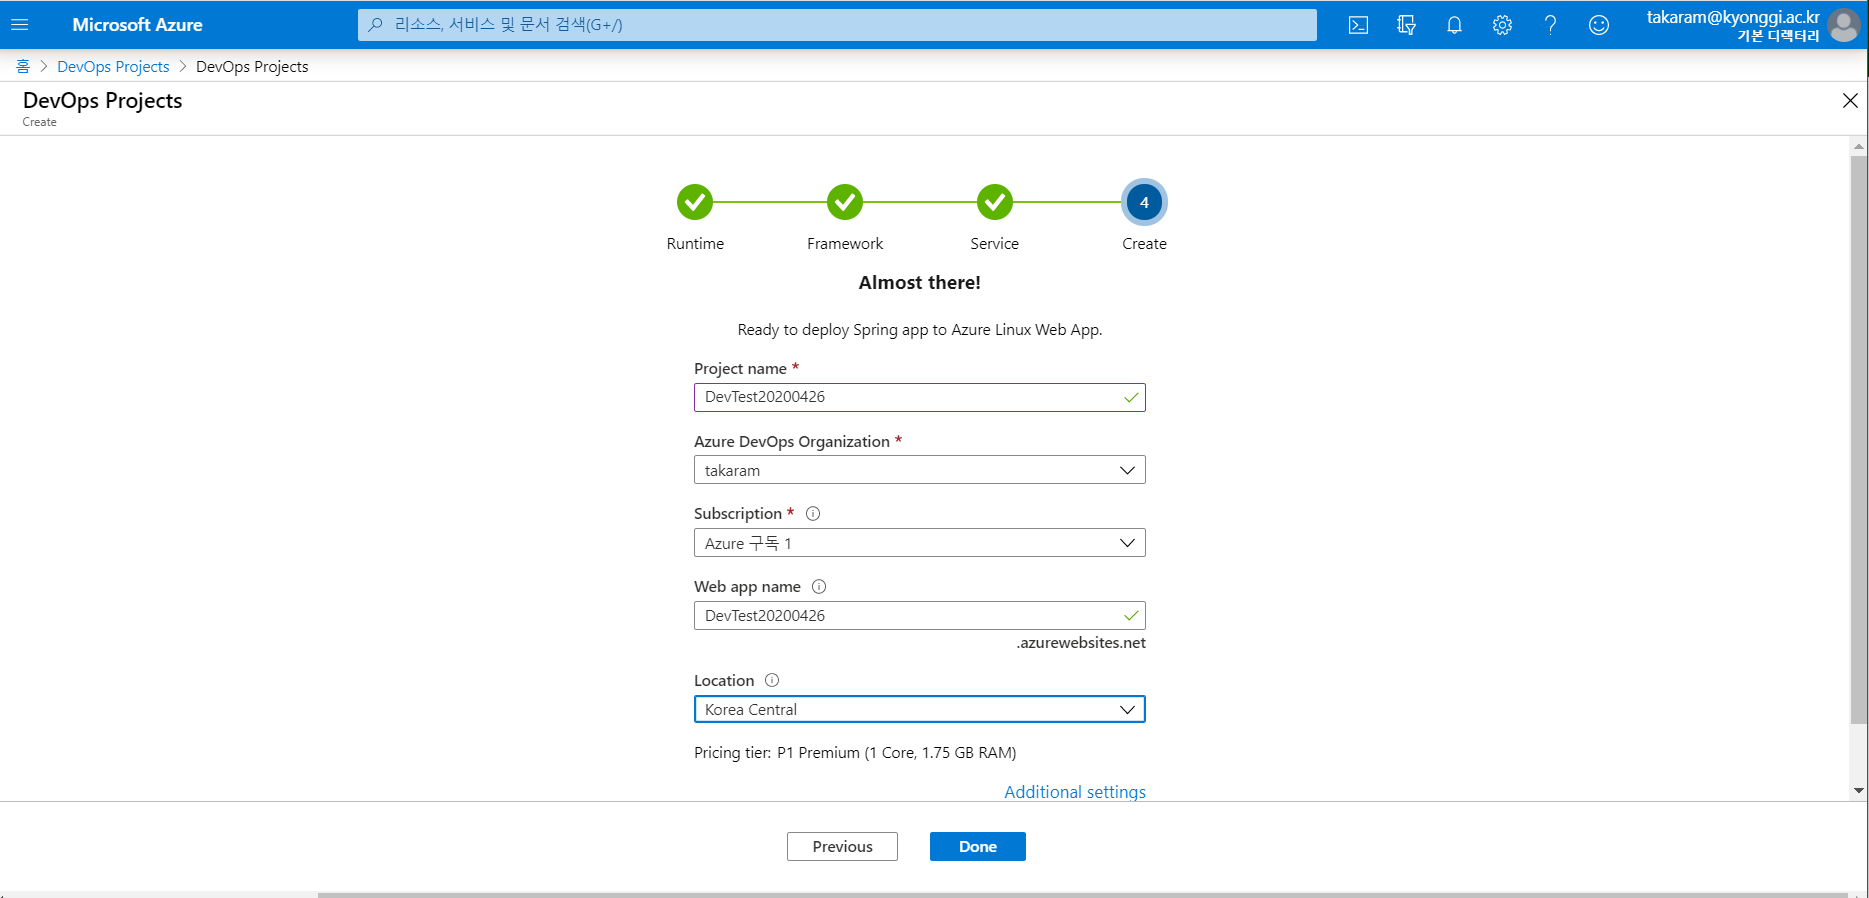 Microsoft Azure
리소스, 서비스 및 문서 검색(G+/)
takaram@kyonggi.ac.kr
기본 디렉터리
홈 > DevOps Projects > DevOps Projects
DevOps Projects
Create
4
Runtime Framework Service Create
Almost there!
Ready to deploy Spring app to Azure Linux Web App.
Project name *
DevTest20200426
Azure DevOps Organization *
takaram
Subscription *
Azure 구독 1
Web app name
DevTest20200426
.azurewebsites.net
Location
Korea Central
Pricing tier: P1 Premium (1 Core, 1.75 GB RAM)
Additional settings
Previous Done